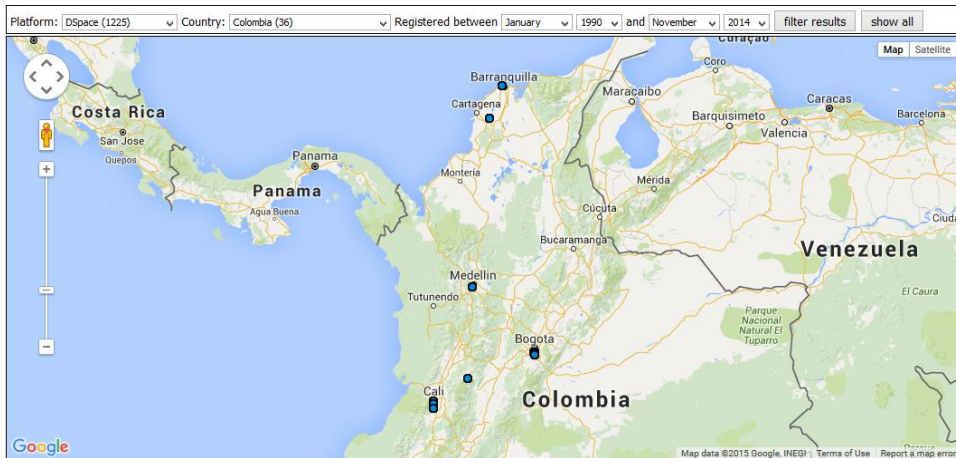 Platform: DSpace (1225) Country: Colombia (36) Registered between January 1990 and November 2014 filter results show all
Curaçao
Map Satellite
Barranquilla
Coro
Maracaibo
Caracas
Cartagena
Costa Rica
Barquisimeto
Valencia
Barcelona
San Jose
Quepos
Panama
Montería
Mérida
Panama
Cúcuta
Agua Buena
Ciuda
Bucaramanga
Venezuela
Medellin
El Caura
Tutunendo
Parque
Nacional
Natural El
Tuparro
Bogota
Cali
Colombia
Google
Parque
Map data ©2015 Google, INEGI Terms of Use Report a map error